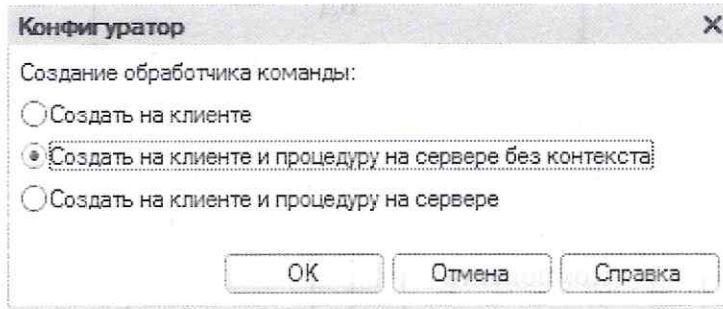 Конфигуратор
Создание обработчика команды:
Создать на клиенте
Создать на клиенте и процедуру на сервере без контекста
Создать на клиенте и процедуру на сервере
ОК Отмена Справка